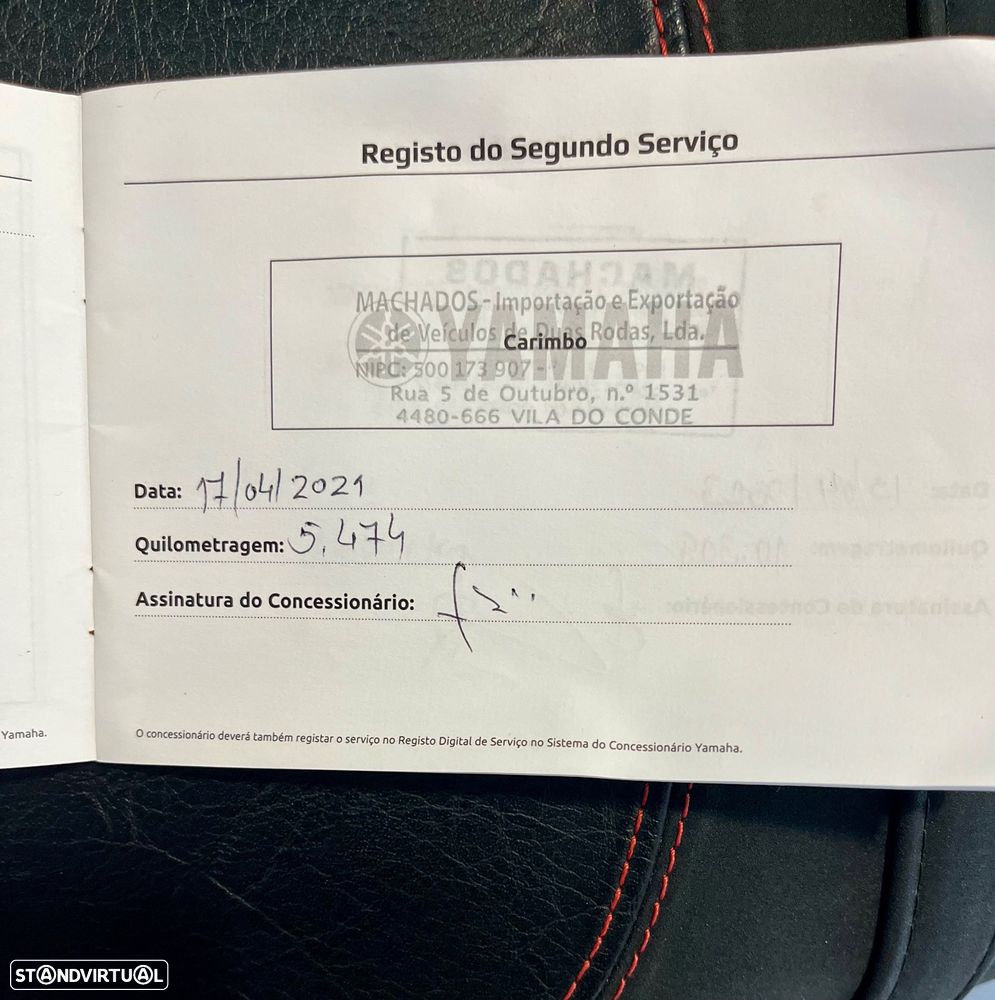 Registo do Segundo Serviço
MACHADOS - Importação e Exportação
de Veículos de Duas Rodas, Lda.
Carimbo
YAMAHA
NIPC: 500 173 907 -
Rua 5 de Outubro, n.º 1531
4480-666 VILA DO CONDE
Data: 17/04/2021
Quilometragem: 5.474
Assinatura do Concessionário:
O concessionário deverá também registar o serviço no Registo Digital de Serviço no Sistema do Concessionário Yamaha.
Yamaha.
STANDVIRTUAL